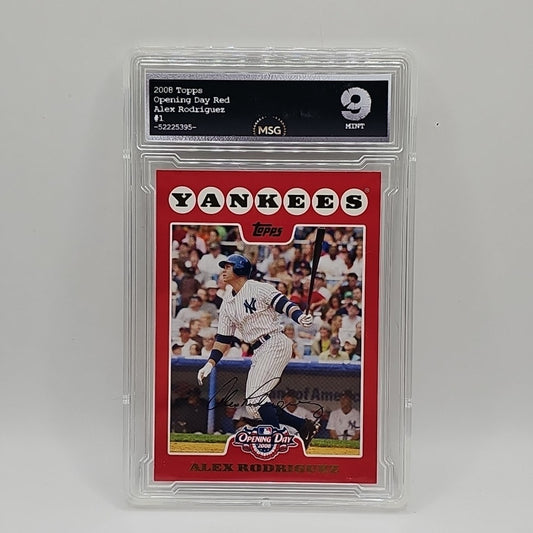 2008 Topps
Opening Day Red
Alex Rodriguez
#1
-52225395-
MSG
9
MINT
YANKEES
Topps
NY
OPENING DAY
2008
ALEX RODRIGUEZ